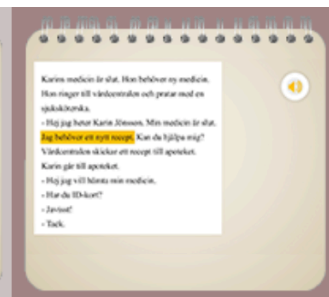 Karins medicin är slut. Hon behöver ny medicin.
Hon ringer till vårdcentralen och pratar med en
sjuksköterska.
- Hej jag heter Karin Jönsson. Min medicin är slut.
Jag behöver ett nytt recept. Kan du hjälpa mig?
Vårdcentralen skickar ett recept till apoteket.
Karin går till apoteket.
- Hej jag vill hämta min medicin.
- Har du ID-kort?
- Javisst!
- Tack.